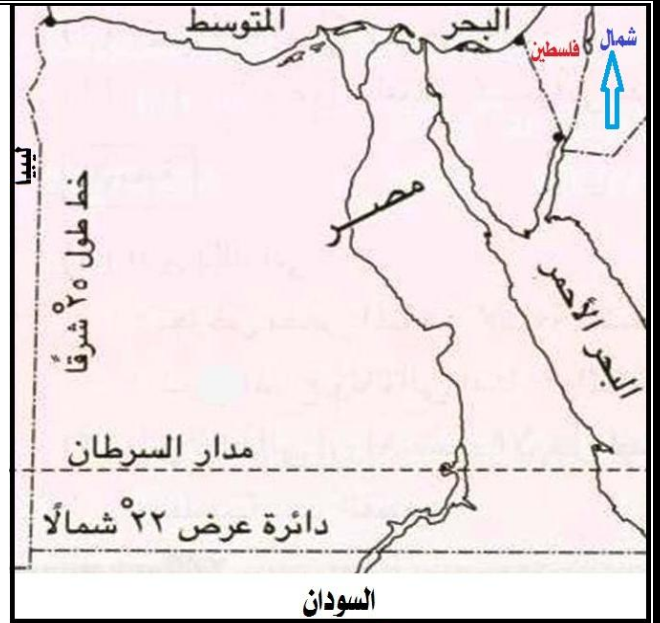 شمال
البحر
المتوسط
فلسطين
ليبيا
خط طول ٢٥° شرقًا
مصر
البحر الأحمر
مدار السرطان
دائرة عرض ٢٢° شمالًا
السودان